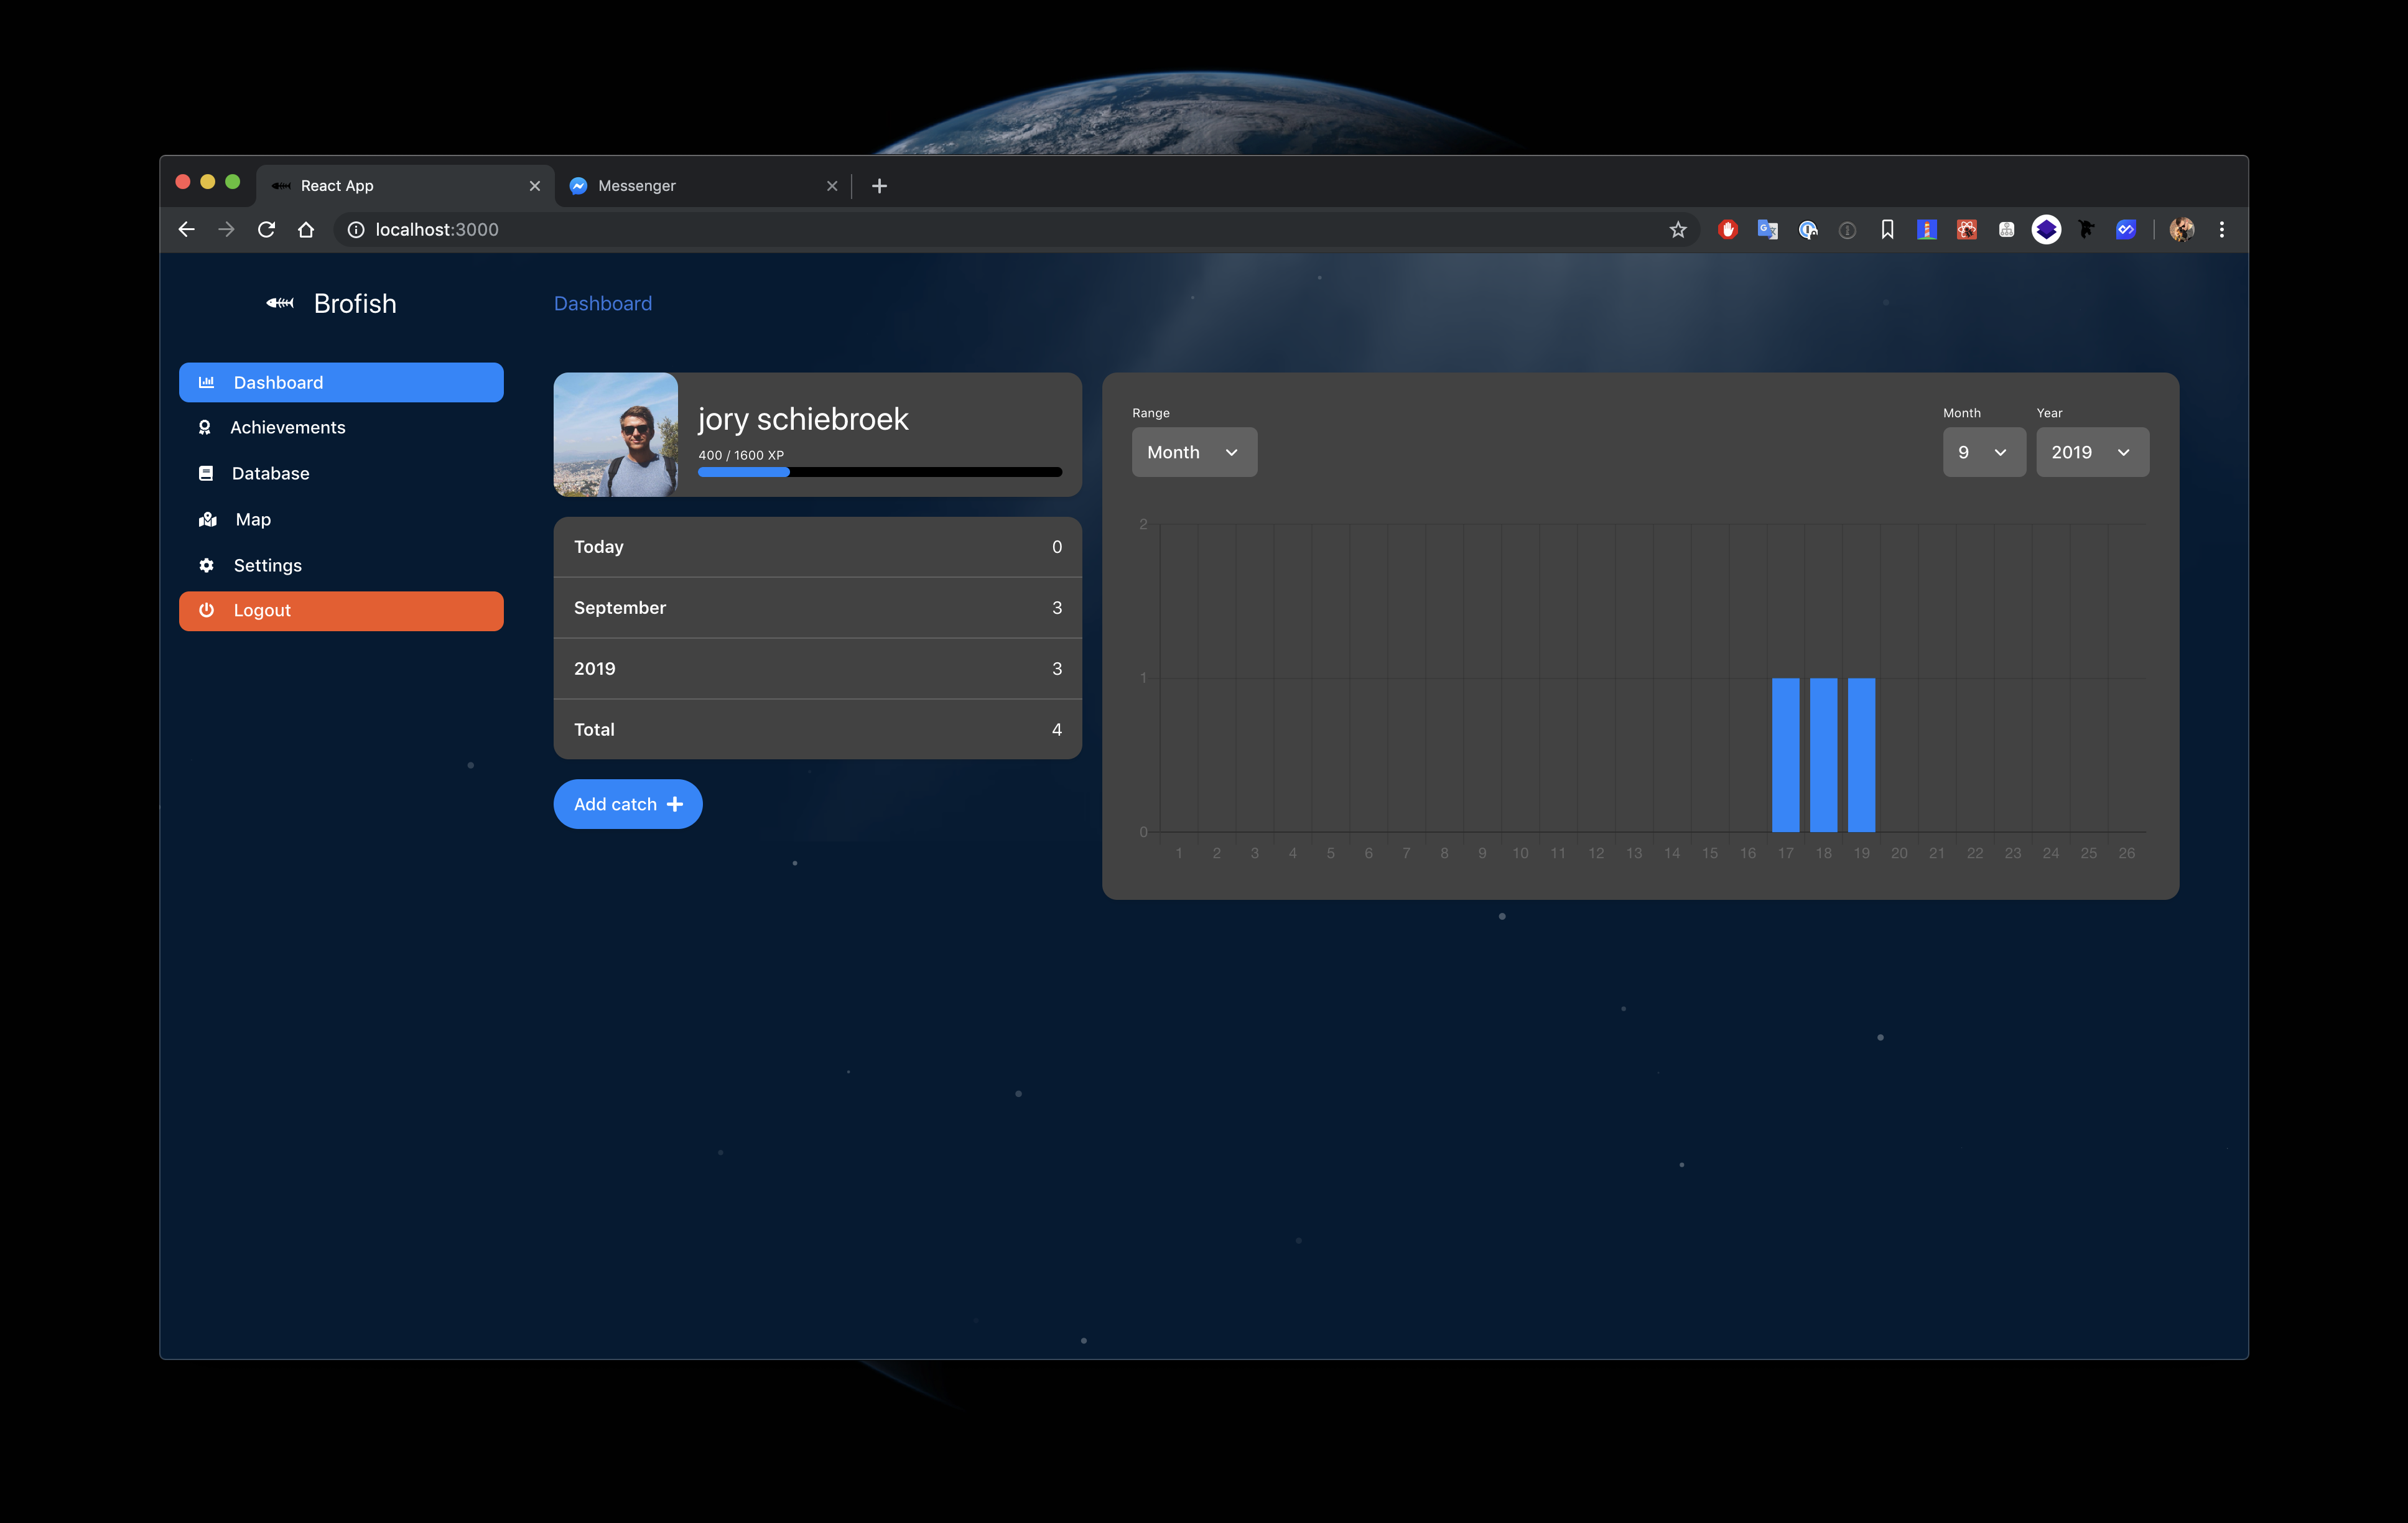 React App
Messenger
localhost:3000
Brofish
Dashboard
Dashboard
Achievements
Database
Map
Settings
Logout
jory schiebroek
400 / 1600 XP
Today 0
September 3
2019 3
Total 4
Add catch
Range
Month
Month Year
9 2019
2
1
0
1 2 3 4 5 6 7 8 9 10 11 12 13 14 15 16 17 18 19 20 21 22 23 24 25 26